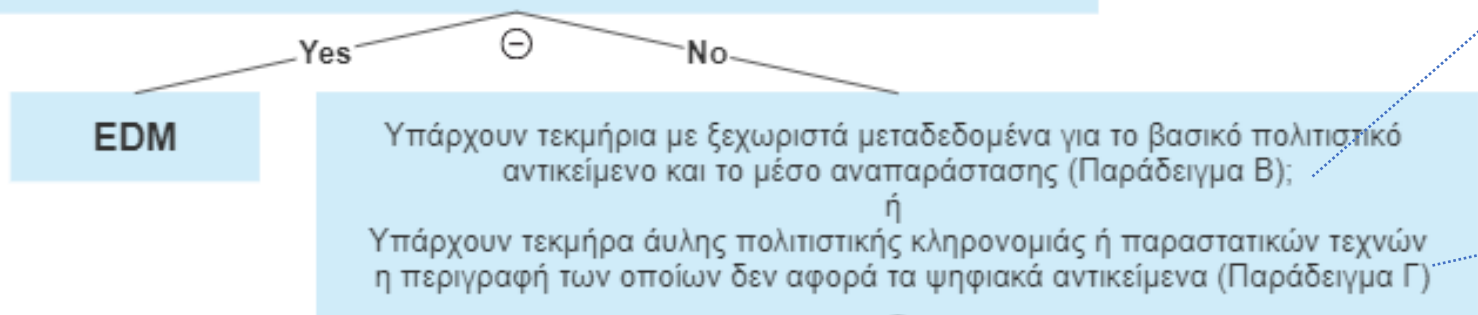 Yes
No
EDM
Υπάρχουν τεκμήρια με ξεχωριστά μεταδεδομένα για το βασικό πολιτιστικό
αντικείμενο και το μέσο αναπαράστασης (Παράδειγμα Β);
ή
Υπάρχουν τεκμήρα άυλης πολιτιστικής κληρονομιάς ή παραστατικών τεχνών
η περιγραφή των οποίων δεν αφορά τα ψηφιακά αντικείμενα (Παράδειγμα Γ)